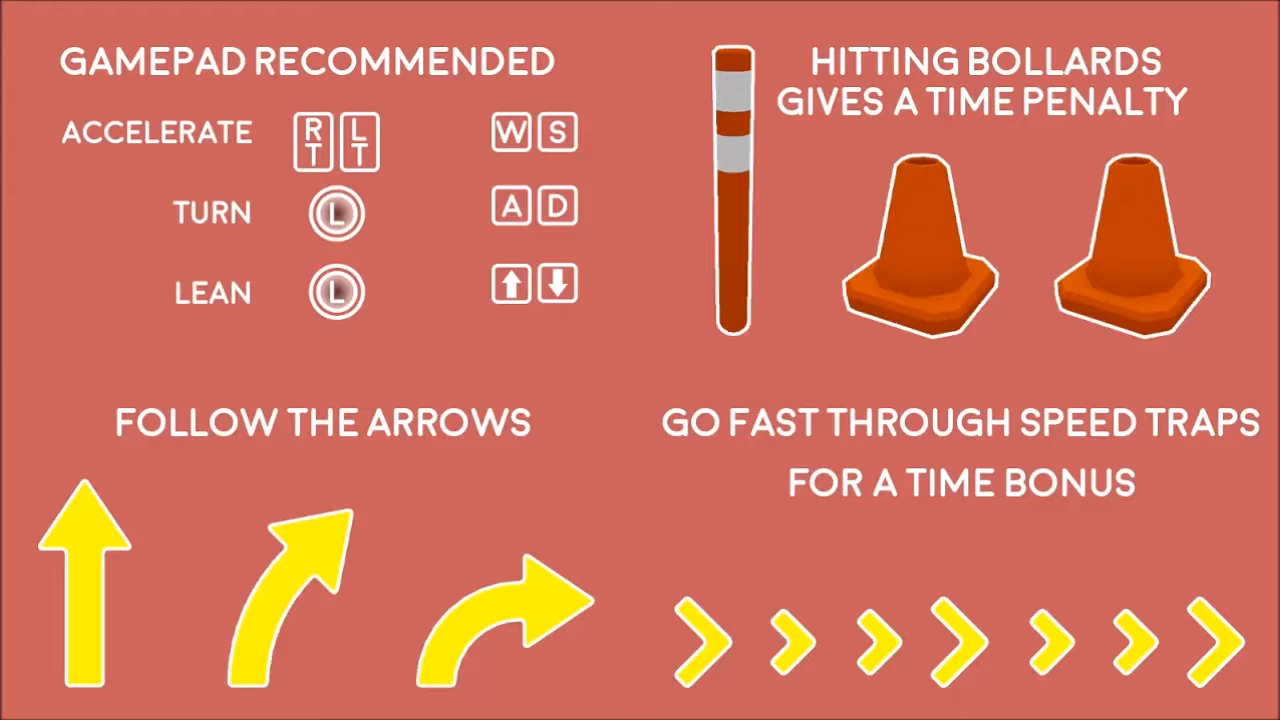 GAMEPAD RECOMMENDED
ACCELERATE RT LT W S
TURN L A D
LEAN L
HITTING BOLLARDS
GIVES A TIME PENALTY
FOLLOW THE ARROWS
GO FAST THROUGH SPEED TRAPS
FOR A TIME BONUS